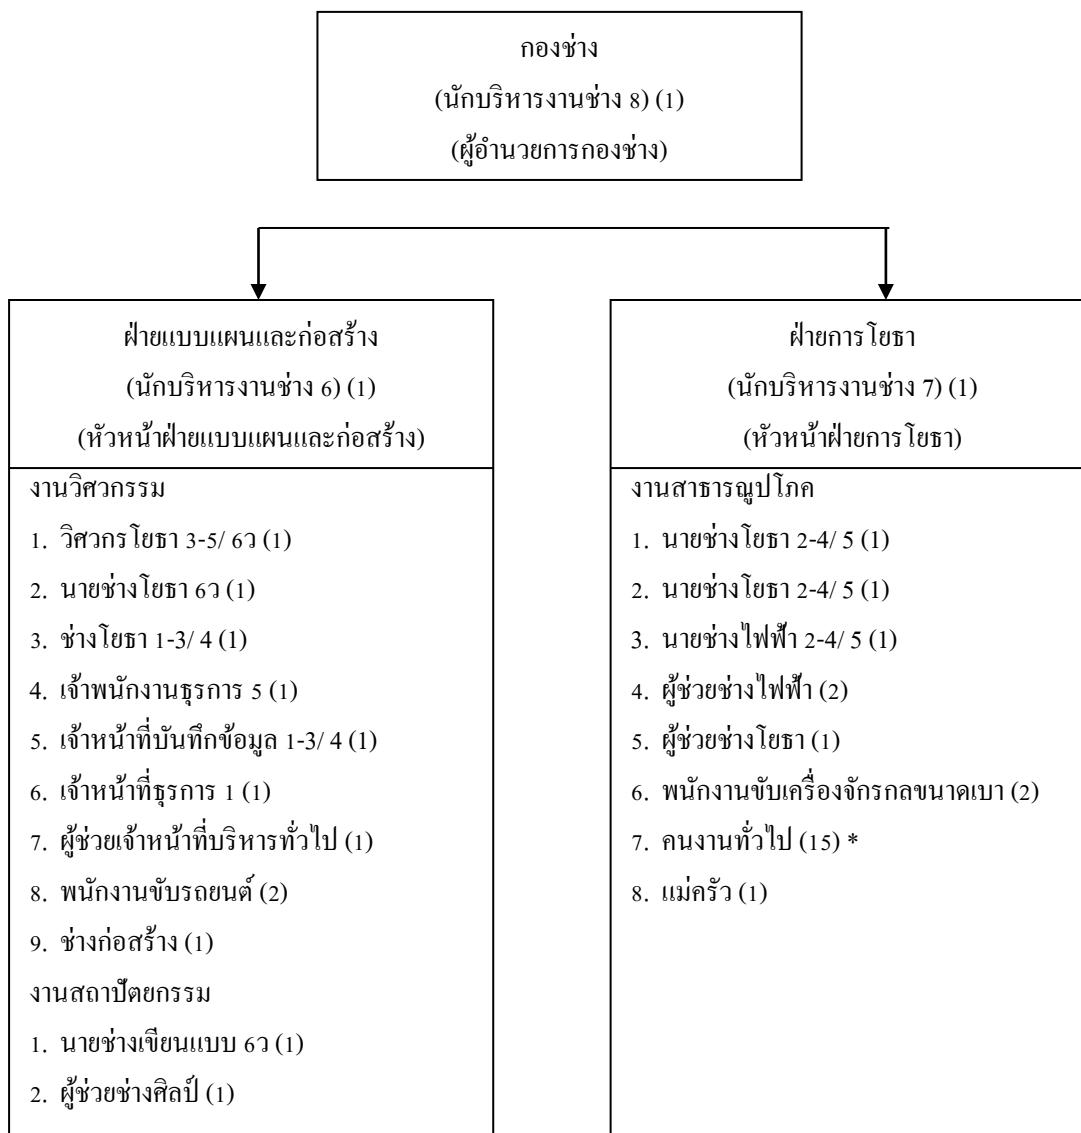 กองช่าง
(นักบริหารงานช่าง 8) (1)
(ผู้อำนวยการกองช่าง)
ฝ่ายแบบแผนและก่อสร้าง
(นักบริหารงานช่าง 6) (1)
(หัวหน้าฝ่ายแบบแผนและก่อสร้าง)
งานวิศวกรรม
1. วิศวกรโยธา 3-5/ 6ว (1)
2. นายช่างโยธา 6ว (1)
3. ช่างโยธา 1-3/ 4 (1)
4. เจ้าพนักงานธุรการ 5 (1)
5. เจ้าหน้าที่บันทึกข้อมูล 1-3/ 4 (1)
6. เจ้าหน้าที่ธุรการ 1 (1)
7. ผู้ช่วยเจ้าหน้าที่บริหารทั่วไป (1)
8. พนักงานขับรถยนต์ (2)
9. ช่างก่อสร้าง (1)
งานสถาปัตยกรรม
1. นายช่างเขียนแบบ 6ว (1)
2. ผู้ช่วยช่างศิลป์ (1)
ฝ่ายการโยธา
(นักบริหารงานช่าง 7) (1)
(หัวหน้าฝ่ายการโยธา)
งานสาธารณูปโภค
1. นายช่างโยธา 2-4/ 5 (1)
2. นายช่างโยธา 2-4/ 5 (1)
3. นายช่างไฟฟ้า 2-4/ 5 (1)
4. ผู้ช่วยช่างไฟฟ้า (2)
5. ผู้ช่วยช่างโยธา (1)
6. พนักงานขับเครื่องจักรกลขนาดเบา (2)
7. คนงานทั่วไป (15) *
8. แม่ครัว (1)